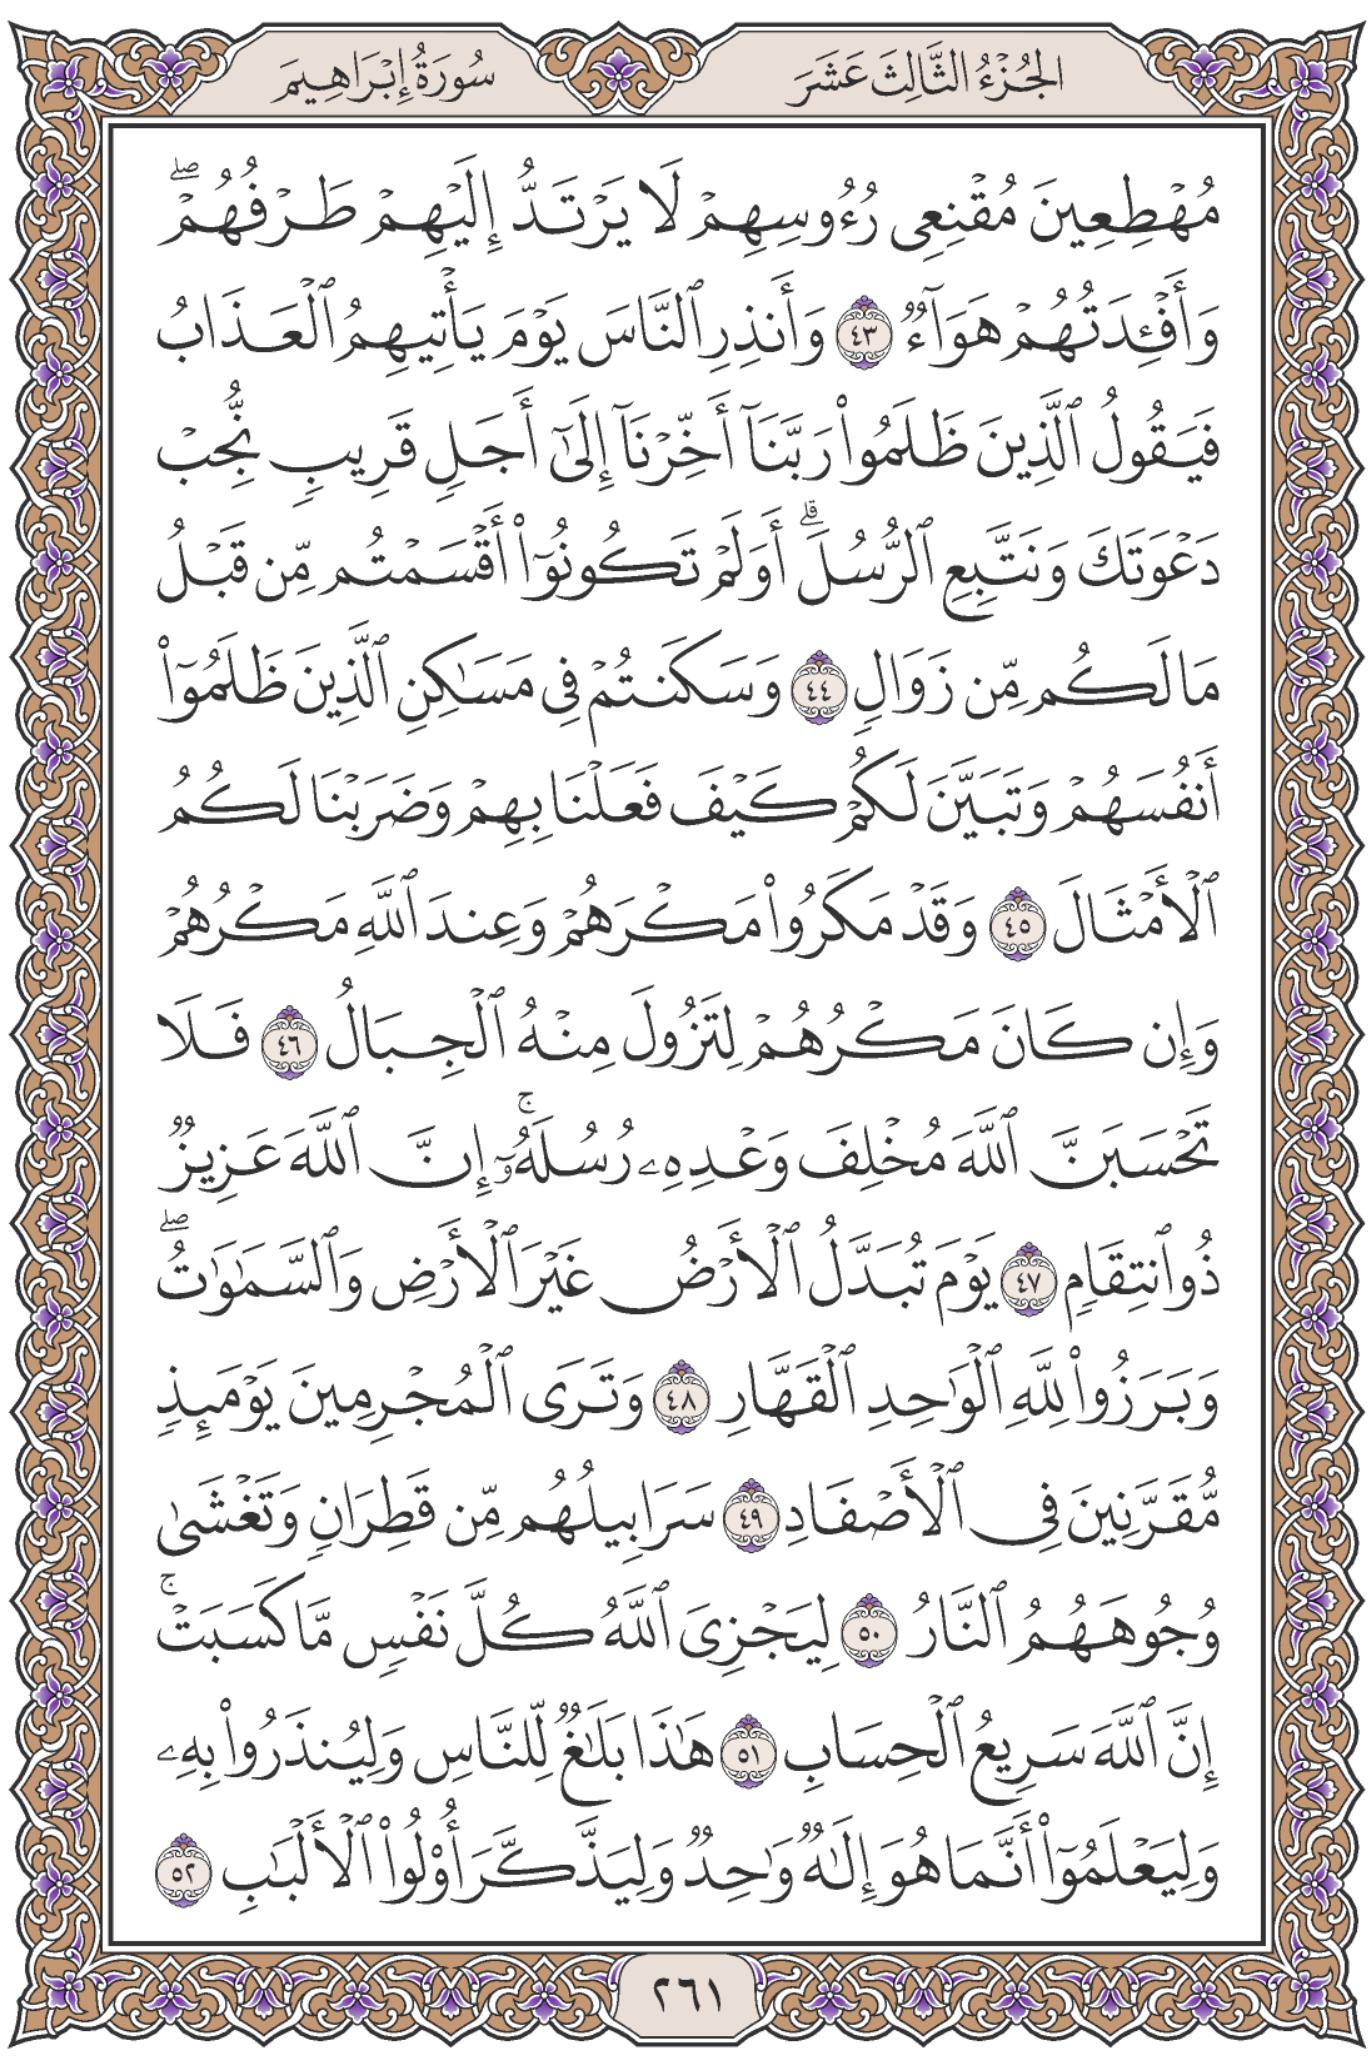 الجُزْءُ الثَّالِثَ عَشَرَ
سُورَةُ إِبْرَاهِيمَ
مُهْطِعِينَ مُقْنِعِى رُءُوسِهِمْ لَا يَرْتَدُّ إِلَيْهِمْ طَرْفُهُمْ ۖ
وَأَفْـِٔدَتُهُمْ هَوَآءٌ ٤٣ وَأَنذِرِ ٱلنَّاسَ يَوْمَ يَأْتِيهِمُ ٱلْعَذَابُ
فَيَقُولُ ٱلَّذِينَ ظَلَمُوا۟ رَبَّنَآ أَخِّرْنَآ إِلَىٰٓ أَجَلٍ قَرِيبٍ نُّجِبْ
دَعْوَتَكَ وَنَتَّبِعِ ٱلرُّسُلَ ۗ أَوَلَمْ تَكُونُوٓا۟ أَقْسَمْتُم مِّن قَبْلُ
مَا لَكُم مِّن زَوَالٍ ٤٤ وَسَكَنتُمْ فِى مَسَـٰكِنِ ٱلَّذِينَ ظَلَمُوٓا۟
أَنفُسَهُمْ وَتَبَيَّنَ لَكُمْ كَيْفَ فَعَلْنَا بِهِمْ وَضَرَبْنَا لَكُمُ
ٱلْأَمْثَالَ ٤٥ وَقَدْ مَكَرُوا۟ مَكْرَهُمْ وَعِندَ ٱللَّهِ مَكْرُهُمْ
وَإِن كَانَ مَكْرُهُمْ لِتَزُولَ مِنْهُ ٱلْجِبَالُ ٤٦ فَلَا
تَحْسَبَنَّ ٱللَّهَ مُخْلِفَ وَعْدِهِۦ رُسُلَهُۥٓ ۚ إِنَّ ٱللَّهَ عَزِيزٌ
ذُو ٱنتِقَامٍ ٤٧ يَوْمَ تُبَدَّلُ ٱلْأَرْضُ غَيْرَ ٱلْأَرْضِ وَٱلسَّمَـٰوَٰتُ ۖ
وَبَرَزُوا۟ لِلَّهِ ٱلْوَٰحِدِ ٱلْقَهَّارِ ٤٨ وَتَرَى ٱلْمُجْرِمِينَ يَوْمَئِذٍ
مُّقَرَّنِينَ فِى ٱلْأَصْفَادِ ٤٩ سَرَابِيلُهُم مِّن قَطِرَانٍ وَتَغْشَىٰ
وُجُوهَهُمُ ٱلنَّارُ ٥٠ لِيَجْزِىَ ٱللَّهُ كُلَّ نَفْسٍ مَّا كَسَبَتْ ۚ
إِنَّ ٱللَّهَ سَرِيعُ ٱلْحِسَابِ ٥١ هَـٰذَا بَلَـٰغٌ لِّلنَّاسِ وَلِيُنذَرُوا۟ بِهِۦ
وَلِيَعْلَمُوٓا۟ أَنَّمَا هُوَ إِلَـٰهٌ وَٰحِدٌ وَلِيَذَّكَّرَ أُو۟لُوا۟ ٱلْأَلْبَـٰبِ ٥٢
٢٦١